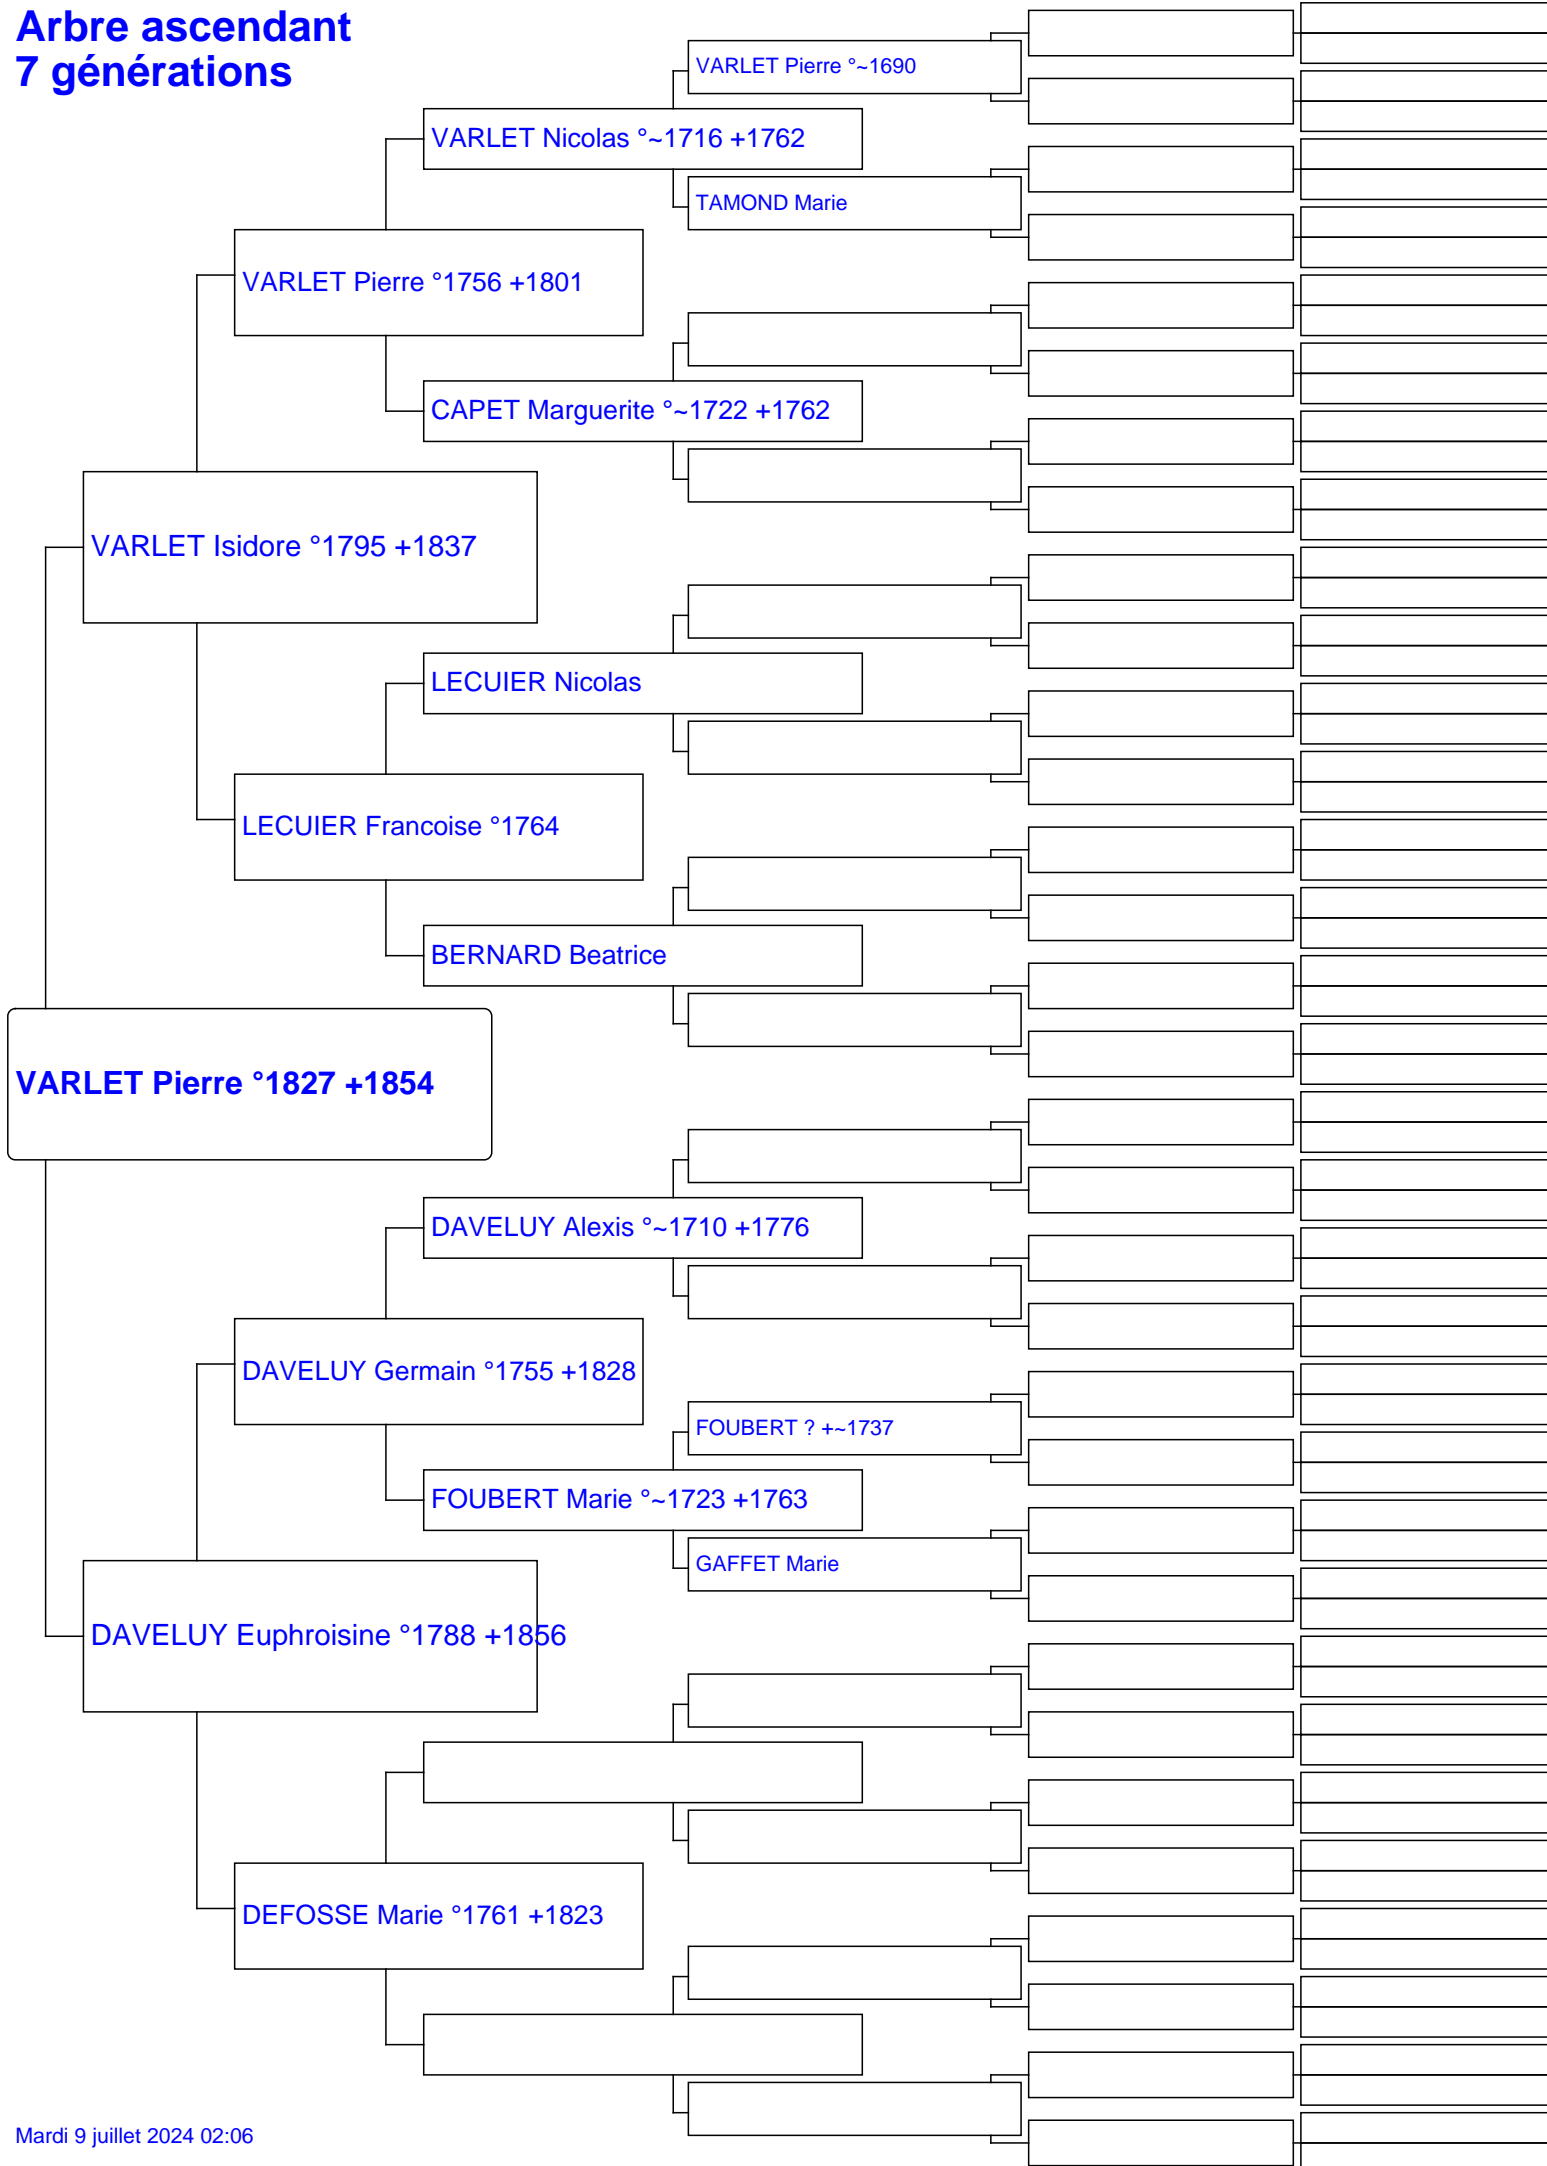 Arbre ascendant
7 générations
VARLET Pierre °~1690
VARLET Nicolas °~1716 +1762
TAMOND Marie
VARLET Pierre °1756 +1801
CAPET Marguerite °~1722 +1762
VARLET Isidore °1795 +1837
LECUIER Nicolas
LECUIER Francoise °1764
BERNARD Beatrice
VARLET Pierre °1827 +1854
DAVELUY Alexis °~1710 +1776
DAVELUY Germain °1755 +1828
FOUBERT ? +~1737
FOUBERT Marie °~1723 +1763
GAFFET Marie
DAVELUY Euphroisine °1788 +1856
DEFOSSE Marie °1761 +1823
Mardi 9 juillet 2024 02:06